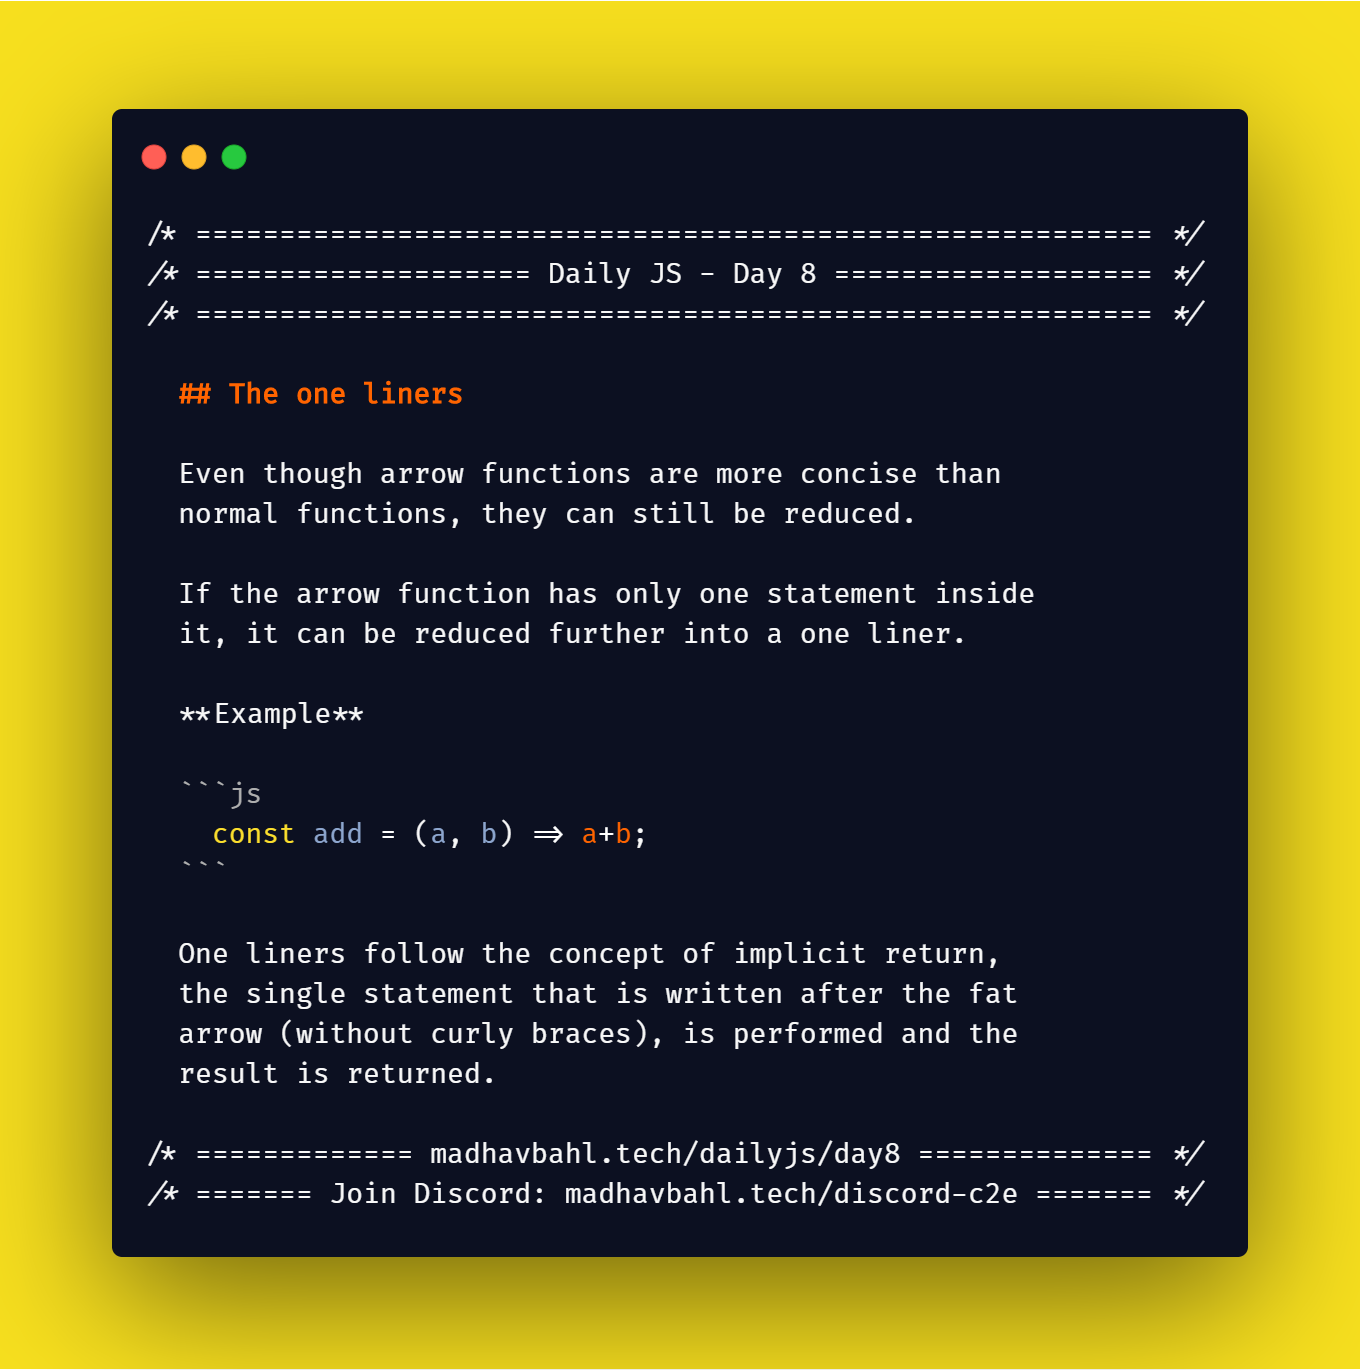 /* ========================================================= */
/* ==================== Daily JS - Day 8 =================== */
/* ========================================================= */
## The one liners
Even though arrow functions are more concise than
normal functions, they can still be reduced.
If the arrow function has only one statement inside
it, it can be reduced further into a one liner.
**Example**
```js
const add = (a, b) => a+b;
```
One liners follow the concept of implicit return,
the single statement that is written after the fat
arrow (without curly braces), is performed and the
result is returned.
/* ============= madhavbahl.tech/dailyjs/day8 ============== */
/* ======= Join Discord: madhavbahl.tech/discord-c2e ======= */